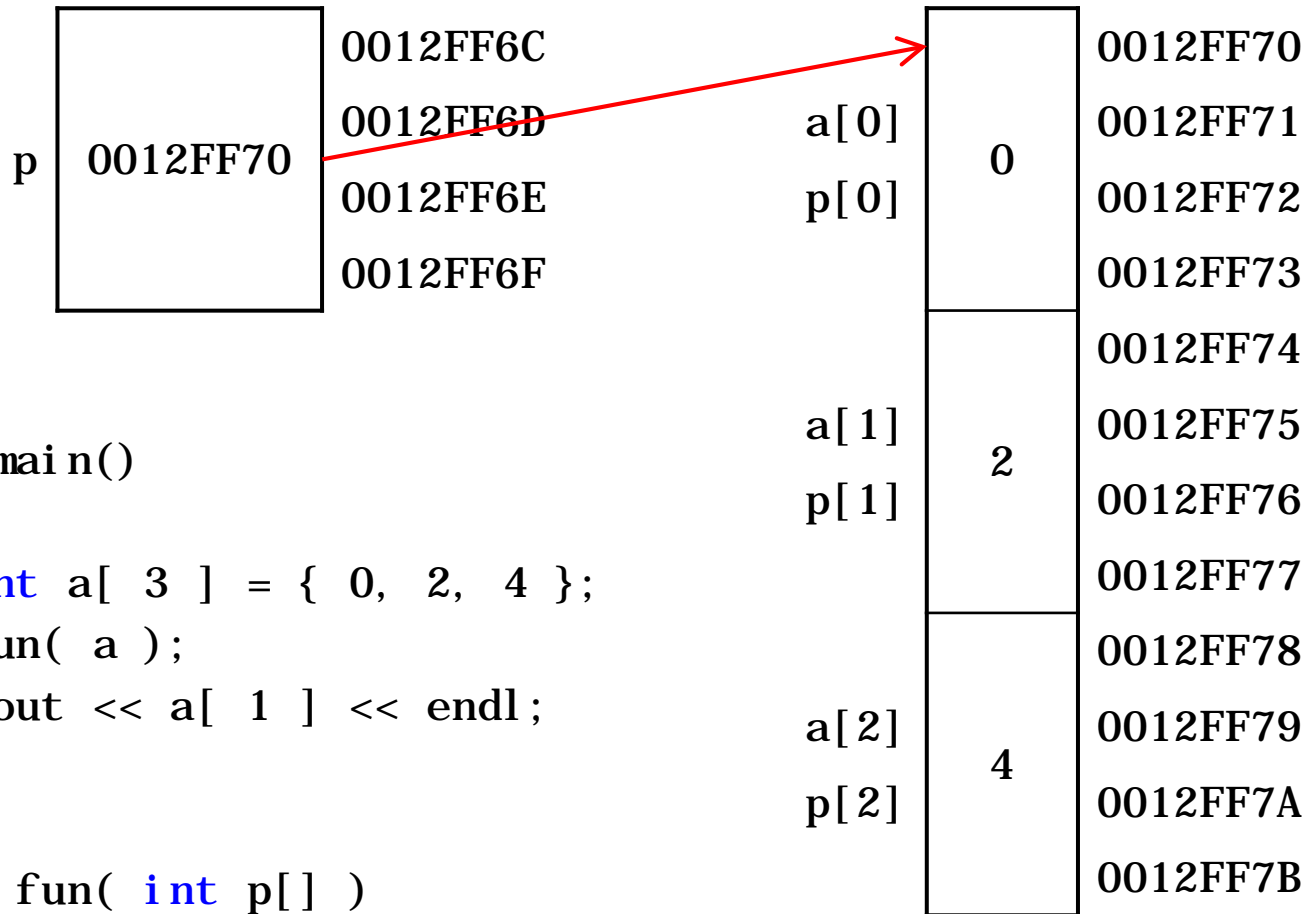 0012FF6C
0012FF6D
p 0012FF70
0012FF6E
0012FF6F
0012FF70
a[0] 0012FF71
0
p[0] 0012FF72
0012FF73
0012FF74
a[1] 0012FF75
2
p[1] 0012FF76
0012FF77
0012FF78
a[2] 0012FF79
4
p[2] 0012FF7A
0012FF7B
main()
nt a[ 3 ] = { 0, 2, 4 };
un( a );
out << a[ 1 ] << endl;
fun( int p[] )